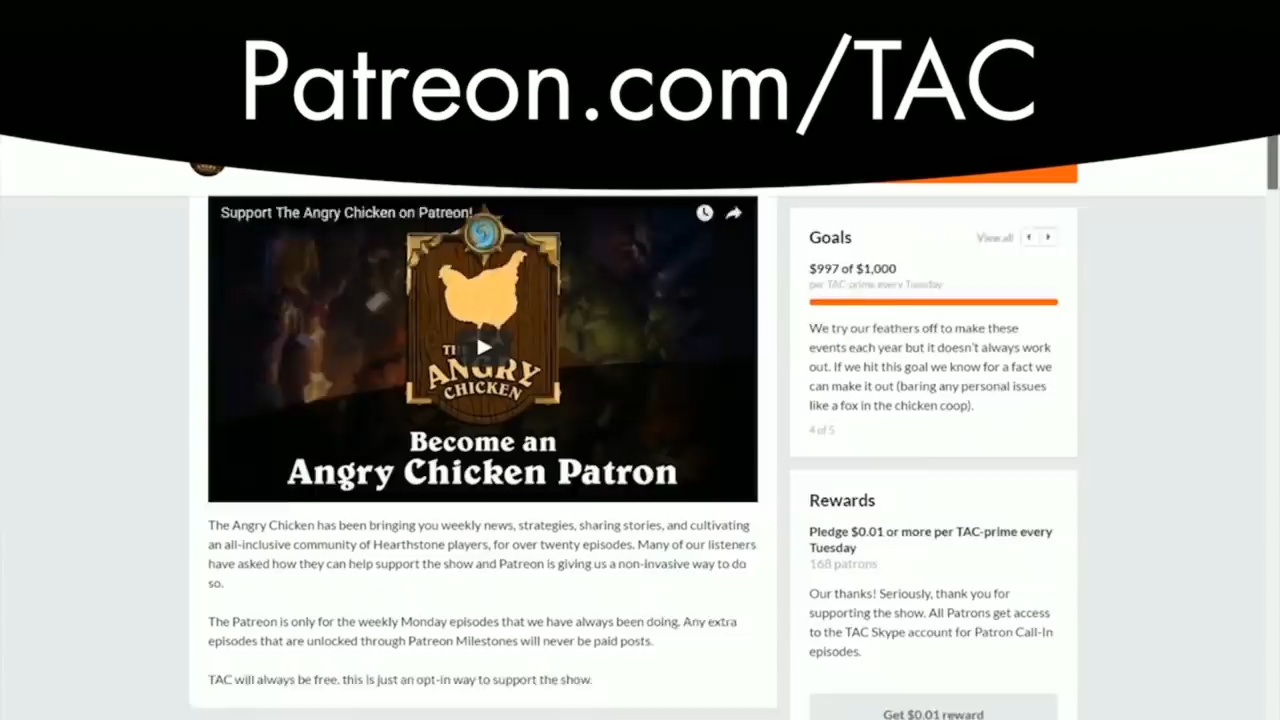 Patreon.com/TAC
Support The Angry Chicken on Patreon!
THE
ANGRY
CHICKEN
Become an
Angry Chicken Patron
The Angry Chicken has been bringing you weekly news, strategies, sharing stories, and cultivating
an all-inclusive community of Hearthstone players, for over twenty episodes. Many of our listeners
have asked how they can help support the show and Patreon is giving us a non-invasive way to do
so.
The Patreon is only for the weekly Monday episodes that we have always been doing. Any extra
episodes that are unlocked through Patreon Milestones will never be paid posts.
TAC will always be free, this is just an opt-in way to support the show.
Goals
View all
$997 of $1,000
per TAC-prime every Tuesday
We try our feathers off to make these
events each year but it doesn't always work
out. If we hit this goal we know for a fact we
can make it out (baring any personal issues
like a fox in the chicken coop).
4 of 5
Rewards
Pledge $0.01 or more per TAC-prime every
Tuesday
168 patrons
Our thanks! Seriously, thank you for
supporting the show. All Patrons get access
to the TAC Skype account for Patron Call-In
episodes.
Get $0.01 reward